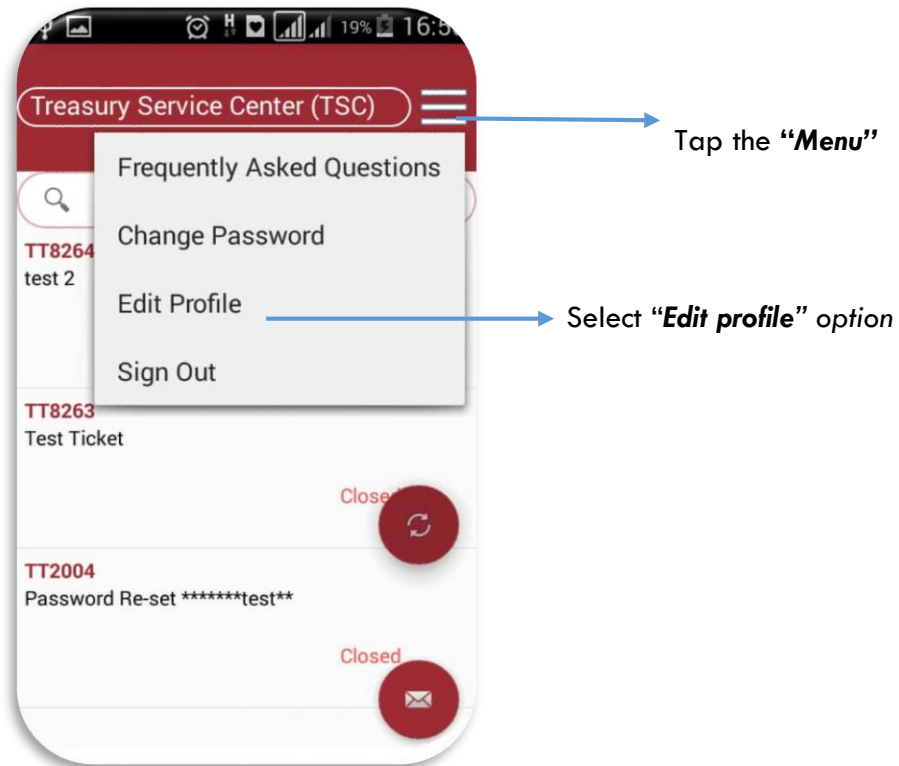 19% 16:5
Treasury Service Center (TSC)
Tap the “Menu”
Frequently Asked Questions
Change Password
Edit Profile
Select “Edit profile” option
Sign Out
TT8264
test 2
TT8263
Test Ticket
Closed
TT2004
Password Re-set *******test**
Closed